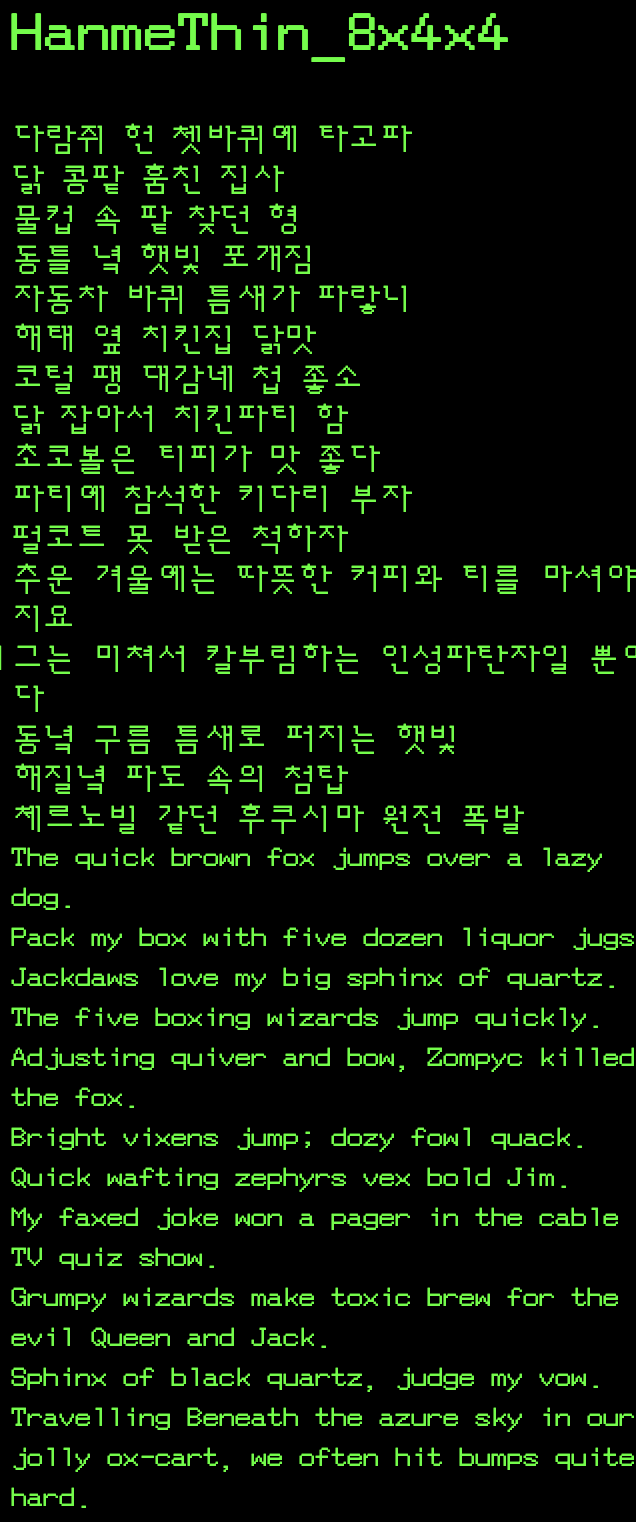 HanmeThin_8x4x4
다람쥐 헌 쳇바퀴에 타고파
닭 콩팥 훔친 집사
물컵 속 팥 찾던 형
동틀 녘 햇빛 포개짐
자동차 바퀴 틈새가 파랗니
해태 옆 치킨집 닭맛
코털 팽 대감네 첩 좋소
닭 잡아서 치킨파티 함
초코볼은 티피가 맛 좋다
파티에 참석한 키다리 부자
펄코트 못 받은 척하자
추운 겨울에는 따뜻한 커피와 티를 마셔야
지요
그는 미쳐서 칼부림하는 인성파탄자일 뿐이
다
동녘 구름 틈새로 퍼지는 햇빛
해질녘 파도 속의 첨탑
체르노빌 같던 후쿠시마 원전 폭발
The quick brown fox jumps over a lazy
dog.
Pack my box with five dozen liquor jugs
Jackdaws love my big sphinx of quartz.
The five boxing wizards jump quickly.
Adjusting quiver and bow, Zompyc killed
the fox.
Bright vixens jump; dozy fowl quack.
Quick wafting zephyrs vex bold Jim.
My faxed joke won a pager in the cable
TV quiz show.
Grumpy wizards make toxic brew for the
evil Queen and Jack.
Sphinx of black quartz, judge my vow.
Travelling Beneath the azure sky in our
jolly ox-cart, we often hit bumps quite
hard.